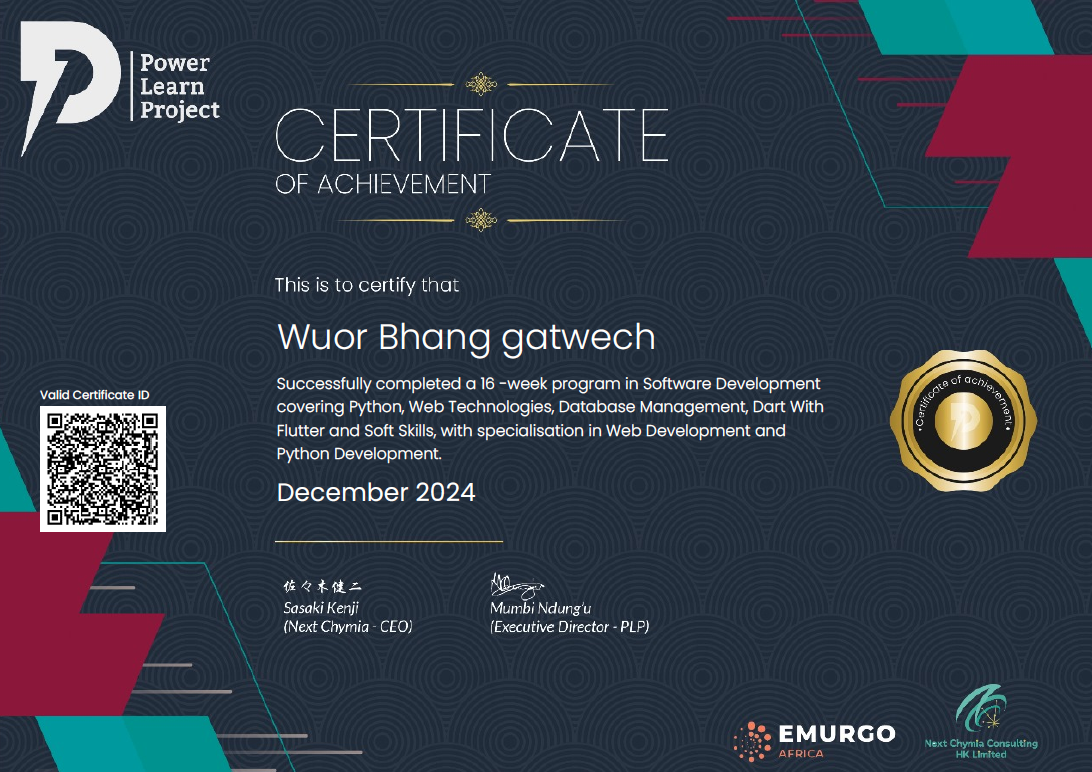 Power
Learn
Project
CERTIFICATE
OF ACHIEVEMENT
This is to certify that
Wuor Bhang gatwech
Successfully completed a 16 -week program in Software Development
covering Python, Web Technologies, Database Management, Dart With
Flutter and Soft Skills, with specialisation in Web Development and
Python Development.
December 2024
Valid Certificate ID
• Certificate of achievement •
佐々木健二
Sasaki Kenji
(Next Chymia - CEO)
Mumbi Ndung'u
(Executive Director - PLP)
EMURGO
AFRICA
Next Chymia Consulting
HK Limited